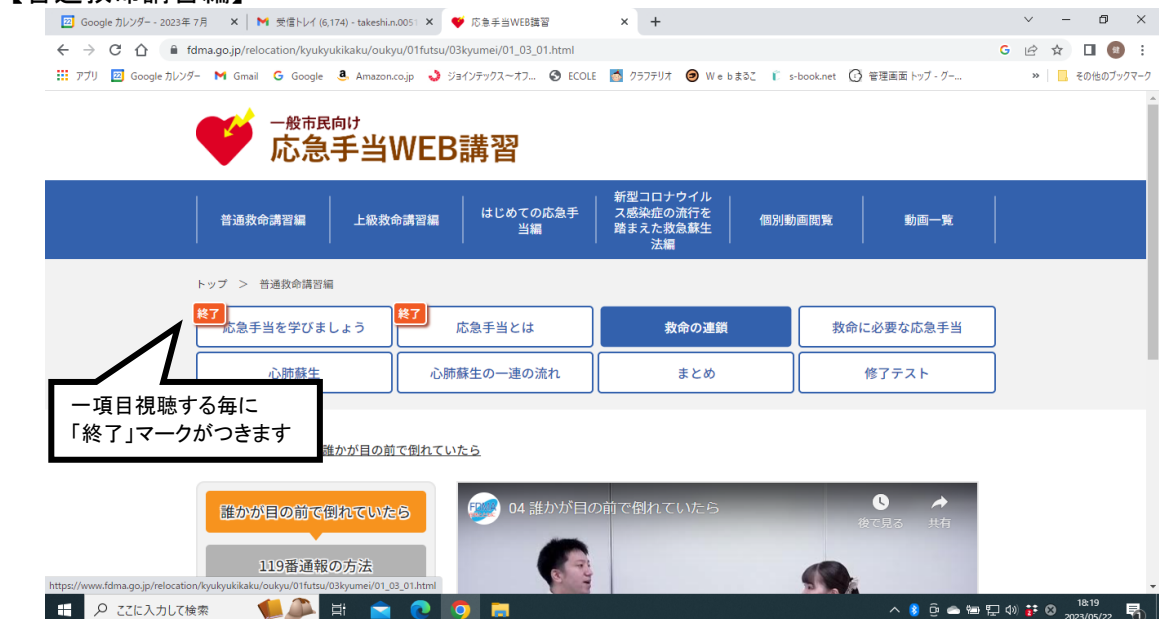 【普通救命講習編】
Google カレンダー - 2023年 7月
受信トレイ (6,174) - takeshi.n.0051
応急手当WEB講習
fdma.go.jp/relocation/kyukyukikaku/oukyu/01futsu/03kyumei/01_03_01.html
アプリ Google カレンダー Gmail Google Amazon.co.jp ジョインテックス～オフ... ECOLE クラフテリオ Ｗｅｂまるこ s-book.net 管理画面 トップ - グー... » その他のブックマーク
一般市民向け
応急手当WEB講習
普通救命講習編
上級救命講習編
はじめての応急手
当編
新型コロナウイル
ス感染症の流行を
踏まえた救急蘇生
法編
個別動画閲覧
動画一覧
トップ ＞ 普通救命講習編
終了
応急手当を学びましょう
終了
応急手当とは
救命の連鎖
救命に必要な応急手当
心肺蘇生
心肺蘇生の一連の流れ
まとめ
修了テスト
一項目視聴する毎に
「終了」マークがつきます
誰かが目の前で倒れていたら
誰かが目の前で倒れていたら
119番通報の方法
FDMA
04 誰かが目の前で倒れていたら
後で見る
共有
https://www.fdma.go.jp/relocation/kyukyukikaku/oukyu/01futsu/03kyumei/01_03_01.html
ここに入力して検索
18:19
2023/05/22